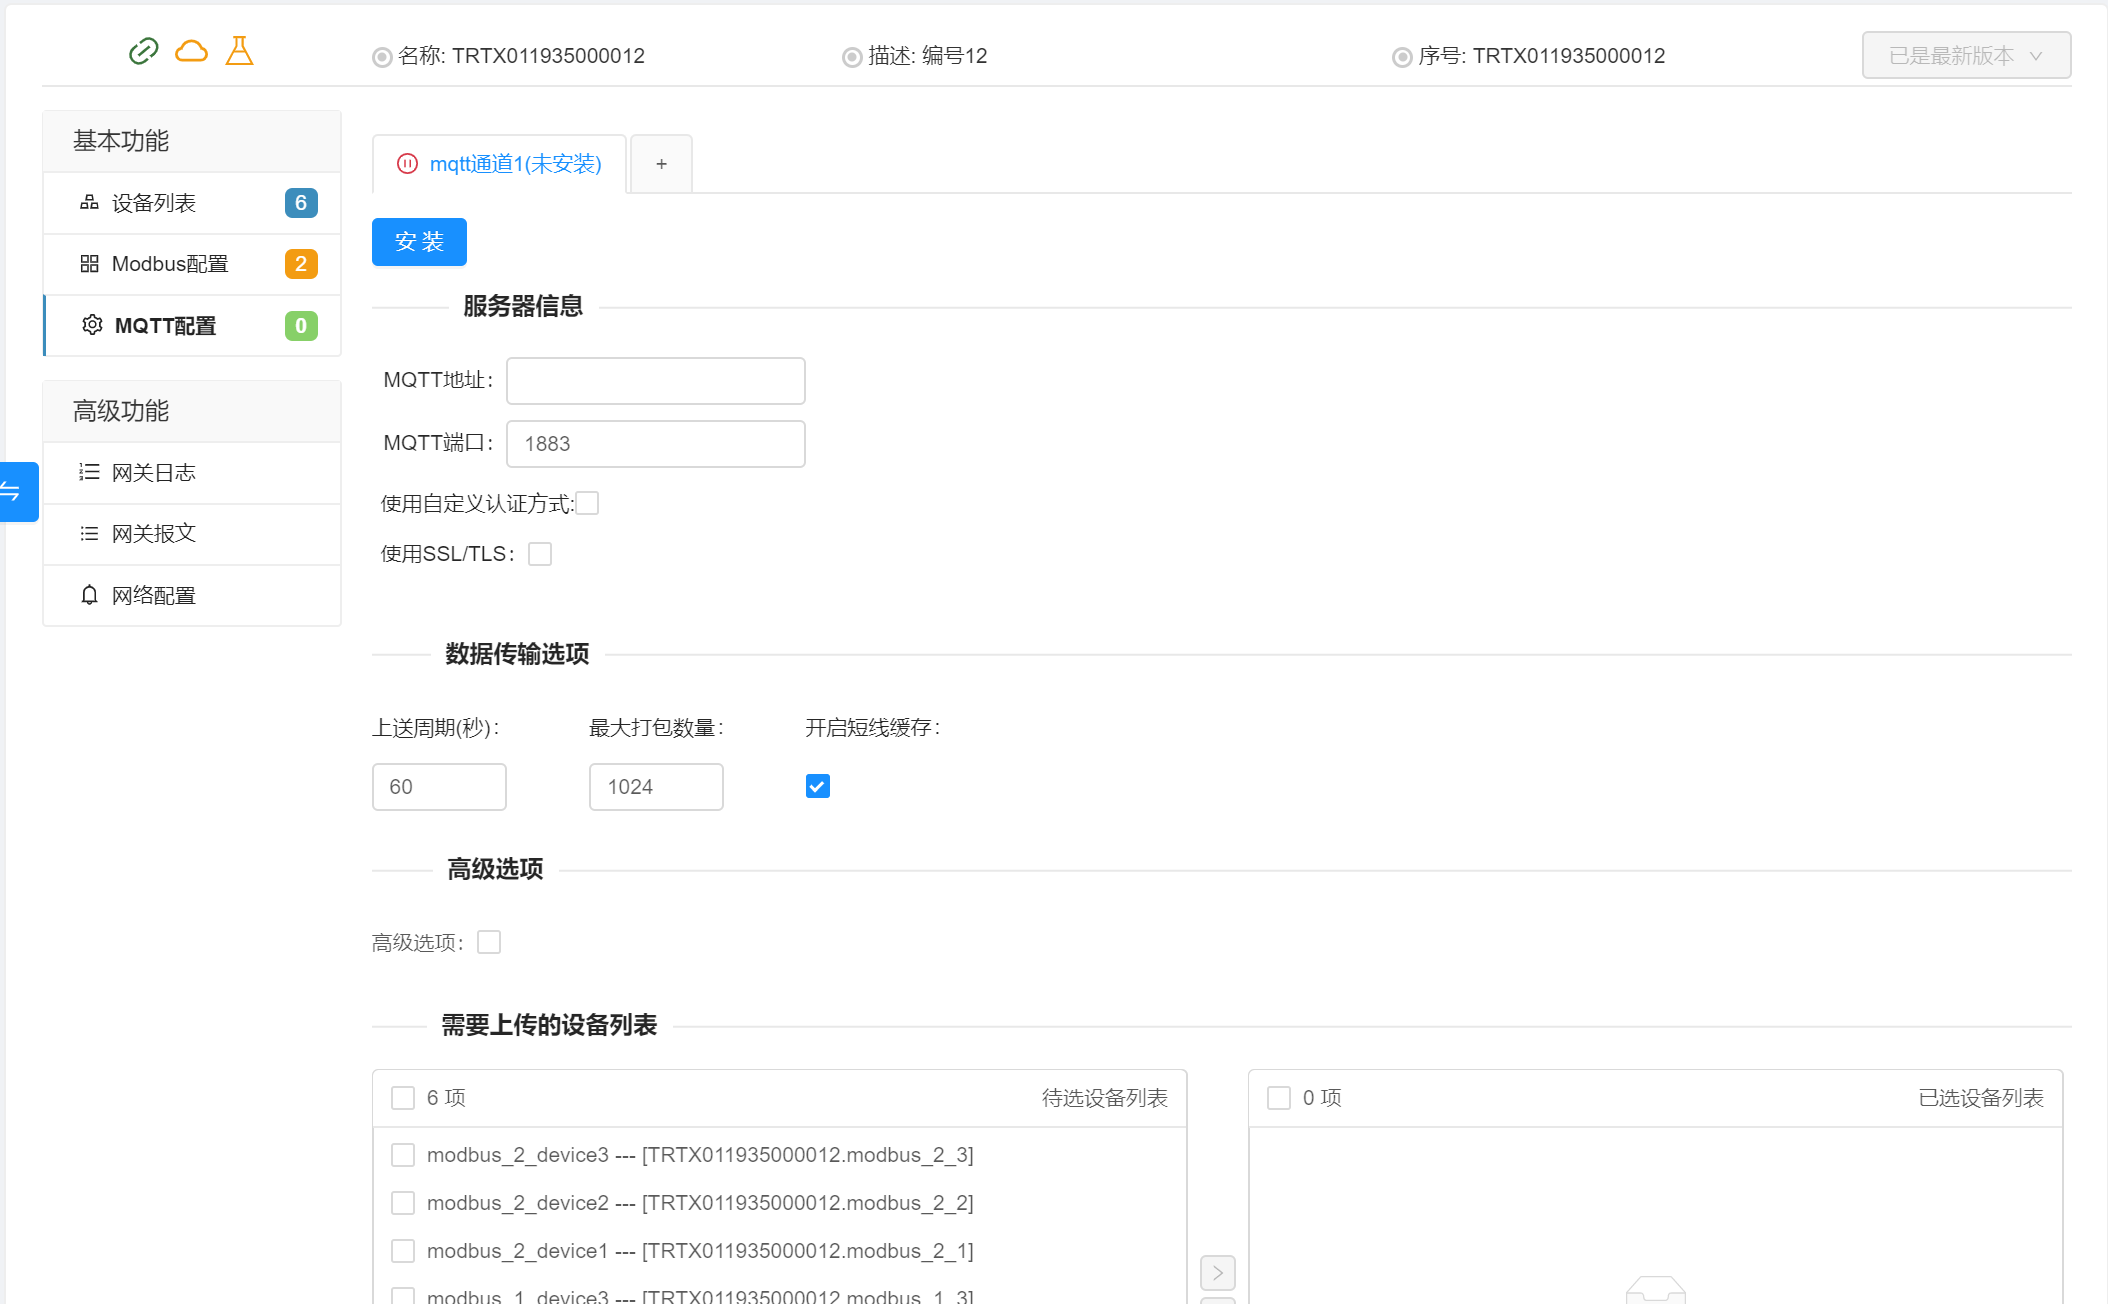 名称: TRTX011935000012
描述: 编号12
序号: TRTX011935000012
已是最新版本
基本功能
设备列表 6
Modbus配置 2
MQTT配置 0
高级功能
网关日志
网关报文
网络配置
mqtt通道1(未安装)
+
安 装
服务器信息
MQTT地址:
MQTT端口: 1883
使用自定义认证方式:
使用SSL/TLS:
数据传输选项
上送周期(秒): 最大打包数量: 开启短线缓存:
60 1024
高级选项
高级选项:
需要上传的设备列表
6 项 待选设备列表
modbus_2_device3 --- [TRTX011935000012.modbus_2_3]
modbus_2_device2 --- [TRTX011935000012.modbus_2_2]
modbus_2_device1 --- [TRTX011935000012.modbus_2_1]
modbus_1_device3 --- [TRTX011935000012.modbus_1_3]
0 项 已选设备列表